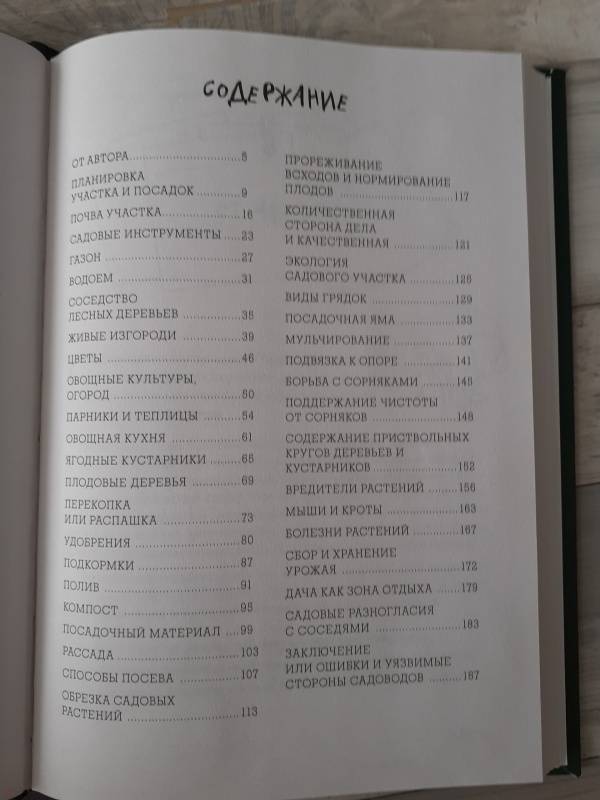 СОДЕРЖАНИЕ
ОТ АВТОРА 5
ПЛАНИРОВКА
УЧАСТКА И ПОСАДОК 9
ПОЧВА УЧАСТКА 16
САДОВЫЕ ИНСТРУМЕНТЫ 23
ГАЗОН 27
ВОДОЕМ 31
СОСЕДСТВО
ЛЕСНЫХ ДЕРЕВЬЕВ 35
ЖИВЫЕ ИЗГОРОДИ 39
ЦВЕТЫ 46
ОВОЩНЫЕ КУЛЬТУРЫ,
ОГОРОД 50
ПАРНИКИ И ТЕПЛИЦЫ 54
ОВОЩНАЯ КУХНЯ 61
ЯГОДНЫЕ КУСТАРНИКИ 65
ПЛОДОВЫЕ ДЕРЕВЬЯ 69
ПЕРЕКОПКА
ИЛИ РАСПАШКА 73
УДОБРЕНИЯ 80
ПОДКОРМКИ 87
ПОЛИВ 91
КОМПОСТ 95
ПОСАДОЧНЫЙ МАТЕРИАЛ 99
РАССАДА 103
СПОСОБЫ ПОСЕВА 107
ОБРЕЗКА САДОВЫХ
РАСТЕНИЙ 113
ПРОРЕЖИВАНИЕ
ВСХОДОВ И НОРМИРОВАНИЕ
ПЛОДОВ 117
КОЛИЧЕСТВЕННАЯ
СТОРОНА ДЕЛА
И КАЧЕСТВЕННАЯ 121
ЭКОЛОГИЯ
САДОВОГО УЧАСТКА 126
ВИДЫ ГРЯДОК 129
ПОСАДОЧНАЯ ЯМА 133
МУЛЬЧИРОВАНИЕ 137
ПОДВЯЗКА К ОПОРЕ 141
БОРЬБА С СОРНЯКАМИ 145
ПОДДЕРЖАНИЕ ЧИСТОТЫ
ОТ СОРНЯКОВ 148
СОДЕРЖАНИЕ ПРИСТВОЛЬНЫХ
КРУГОВ ДЕРЕВЬЕВ И
КУСТАРНИКОВ 152
ВРЕДИТЕЛИ РАСТЕНИЙ 156
МЫШИ И КРОТЫ 163
БОЛЕЗНИ РАСТЕНИЙ 167
СБОР И ХРАНЕНИЕ
УРОЖАЯ 172
ДАЧА КАК ЗОНА ОТДЫХА 179
САДОВЫЕ РАЗНОГЛАСИЯ
С СОСЕДЯМИ 183
ЗАКЛЮЧЕНИЕ
ИЛИ ОШИБКИ И УЯЗВИМЫЕ
СТОРОНЫ САДОВОДОВ 187